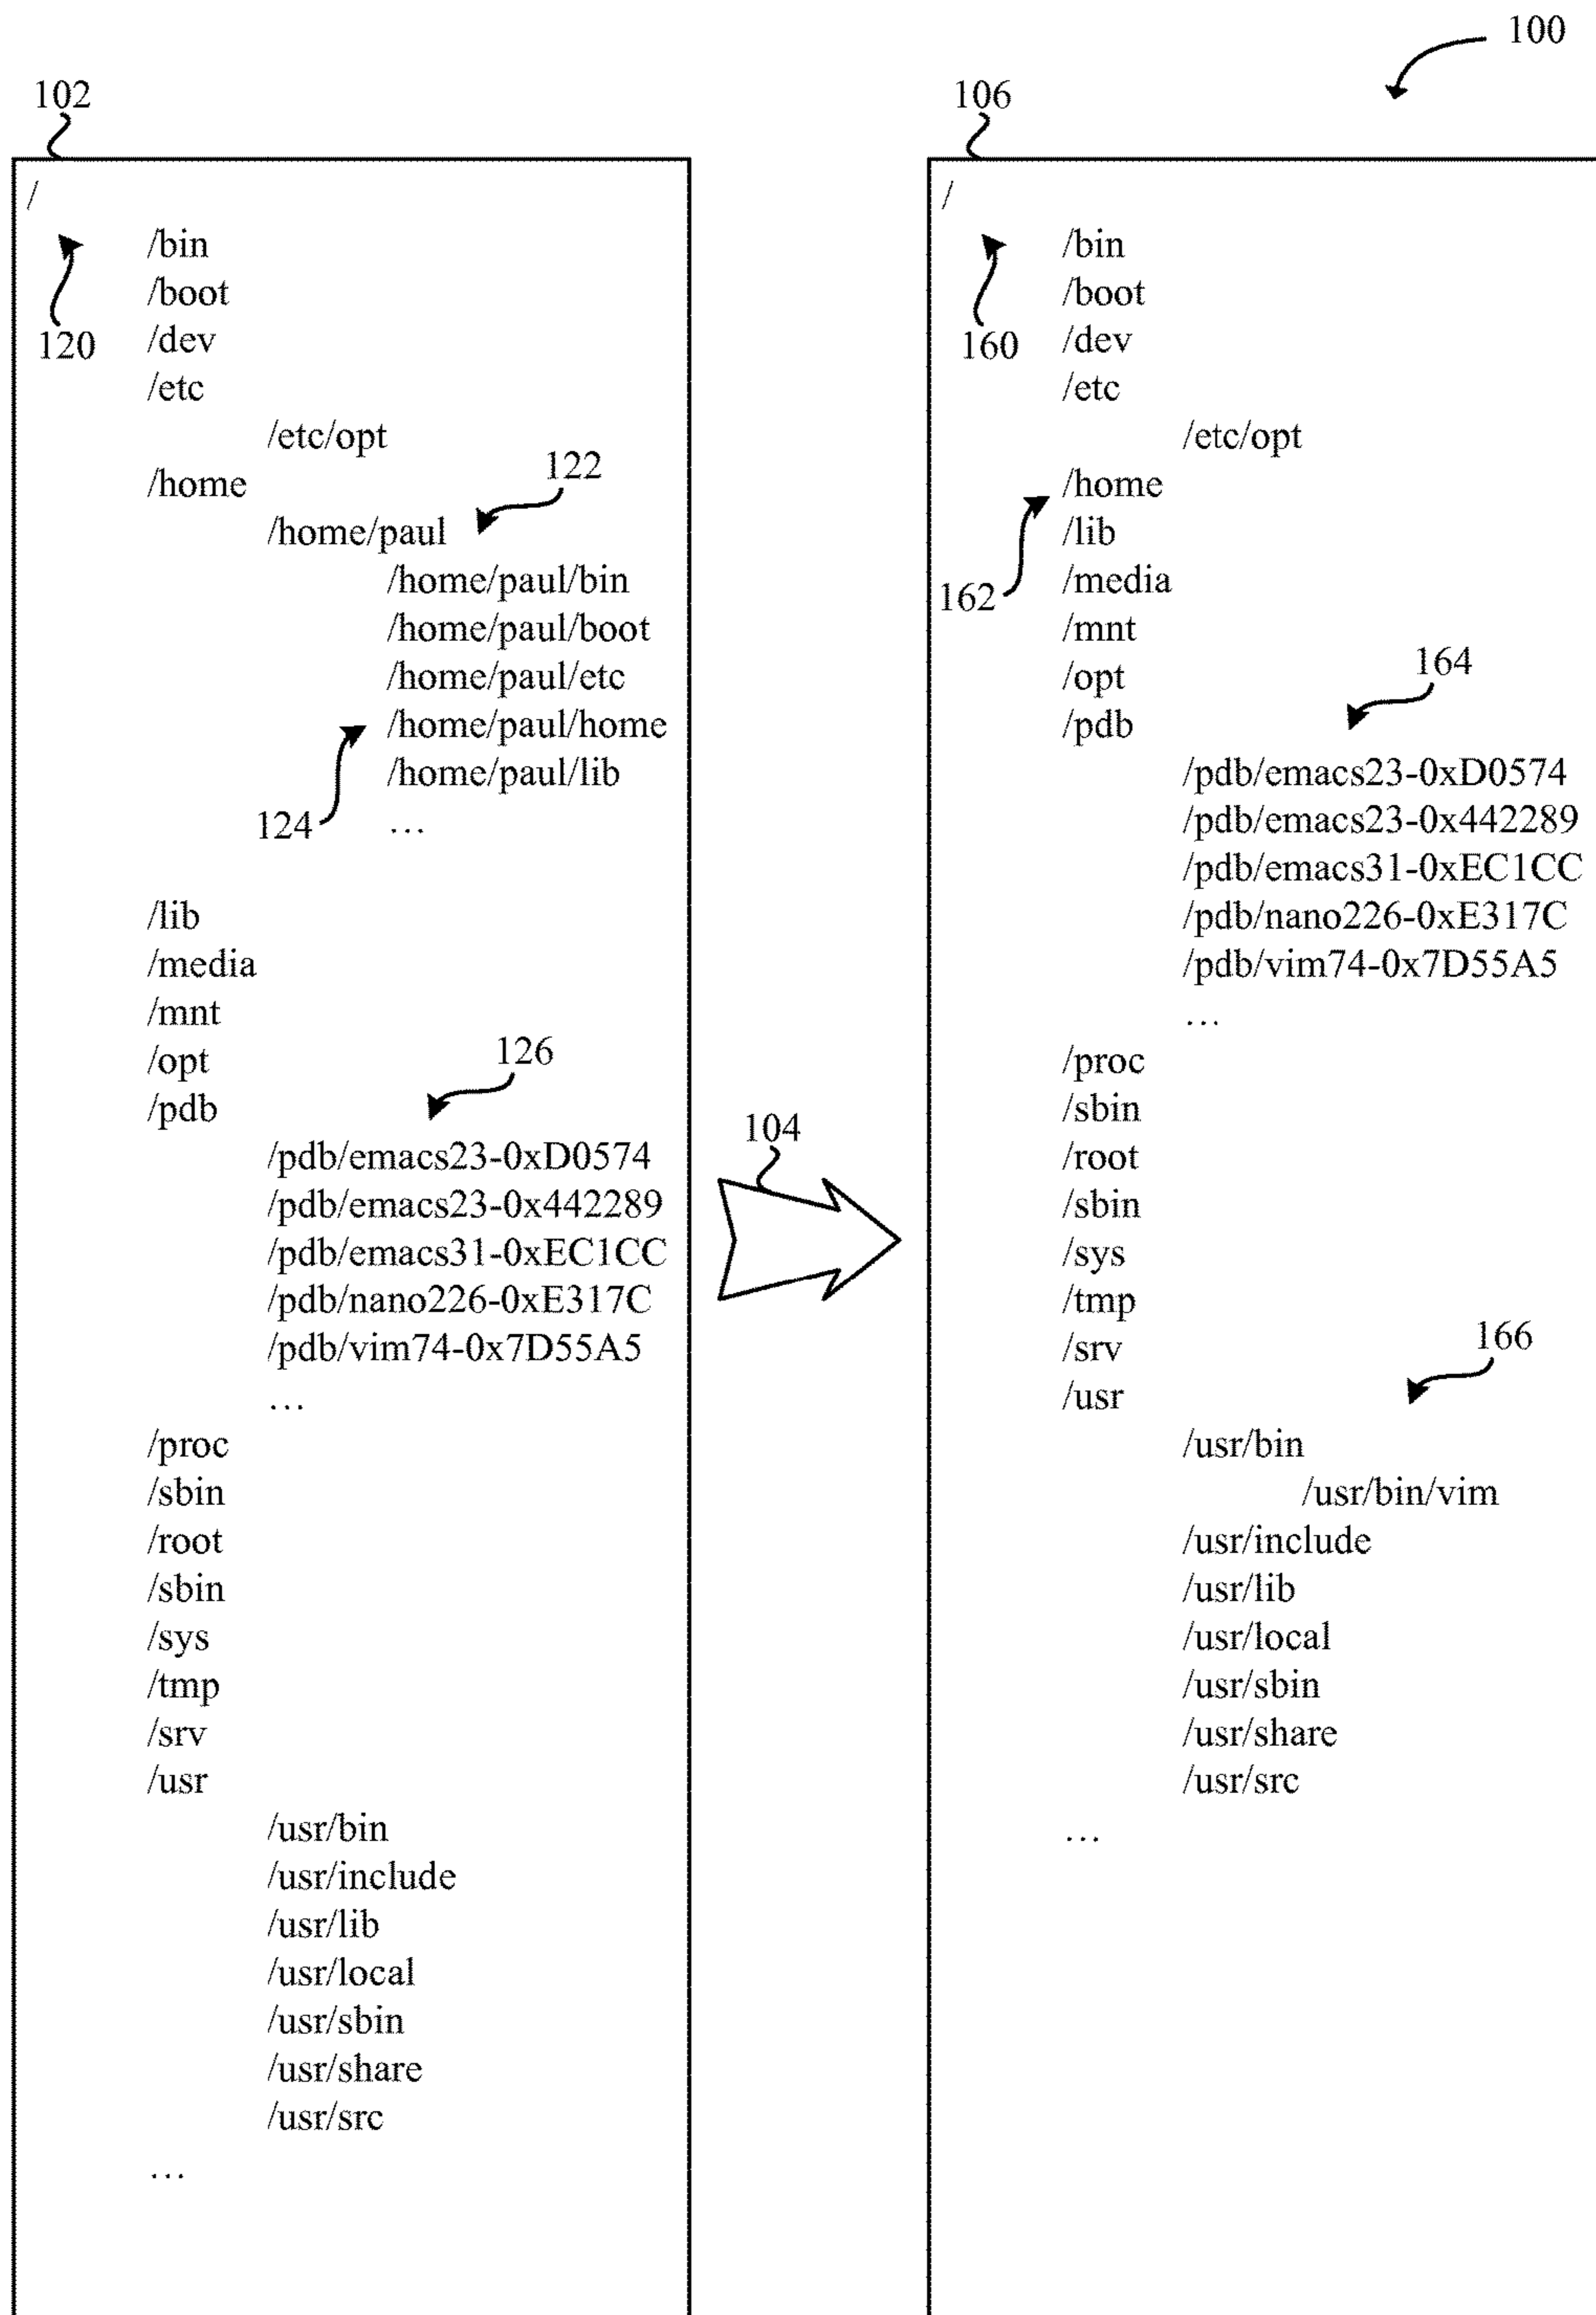 100
102
/
/bin
120
/boot
/dev
/etc
/etc/opt
/home
122
/home/paul
/home/paul/bin
/home/paul/boot
/home/paul/etc
124
/home/paul/home
/home/paul/lib
…
/lib
/media
/mnt
/opt
126
/pdb
/pdb/emacs23-0xD0574
/pdb/emacs23-0x442289
/pdb/emacs31-0xEC1CC
/pdb/nano226-0xE317C
/pdb/vim74-0x7D55A5
…
/proc
/sbin
/root
/sbin
/sys
/tmp
/srv
/usr
/usr/bin
/usr/include
/usr/lib
/usr/local
/usr/sbin
/usr/share
/usr/src
…
104
106
/
/bin
160
/boot
/dev
/etc
/etc/opt
162
/home
/lib
/media
/mnt
/opt
164
/pdb
/pdb/emacs23-0xD0574
/pdb/emacs23-0x442289
/pdb/emacs31-0xEC1CC
/pdb/nano226-0xE317C
/pdb/vim74-0x7D55A5
…
/proc
/sbin
/root
/sbin
/sys
/tmp
/srv
166
/usr
/usr/bin
/usr/bin/vim
/usr/include
/usr/lib
/usr/local
/usr/sbin
/usr/share
/usr/src
…